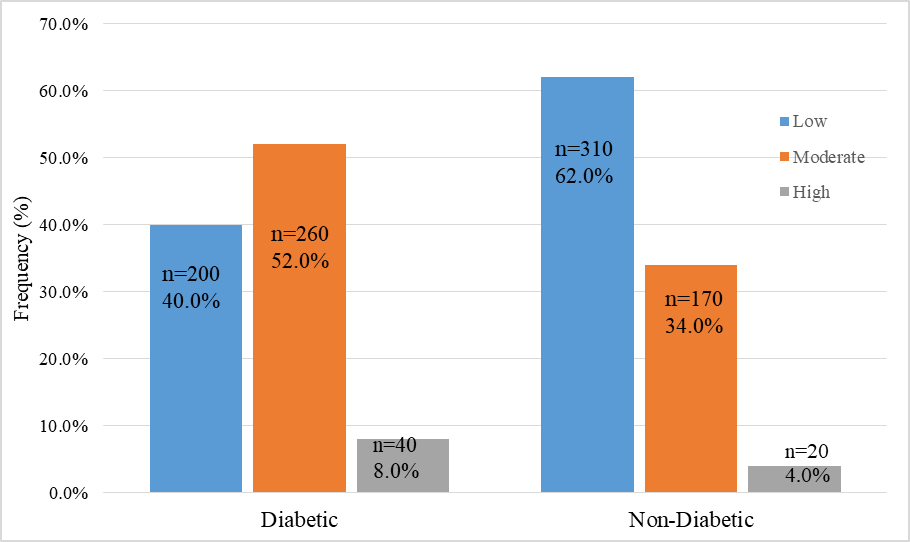 70.0%
60.0%
50.0%
40.0%
30.0%
20.0%
10.0%
0.0%
Frequency (%)
n=200
40.0%
n=260
52.0%
n=40
8.0%
n=310
62.0%
n=170
34.0%
n=20
4.0%
Low
Moderate
High
Diabetic
Non-Diabetic